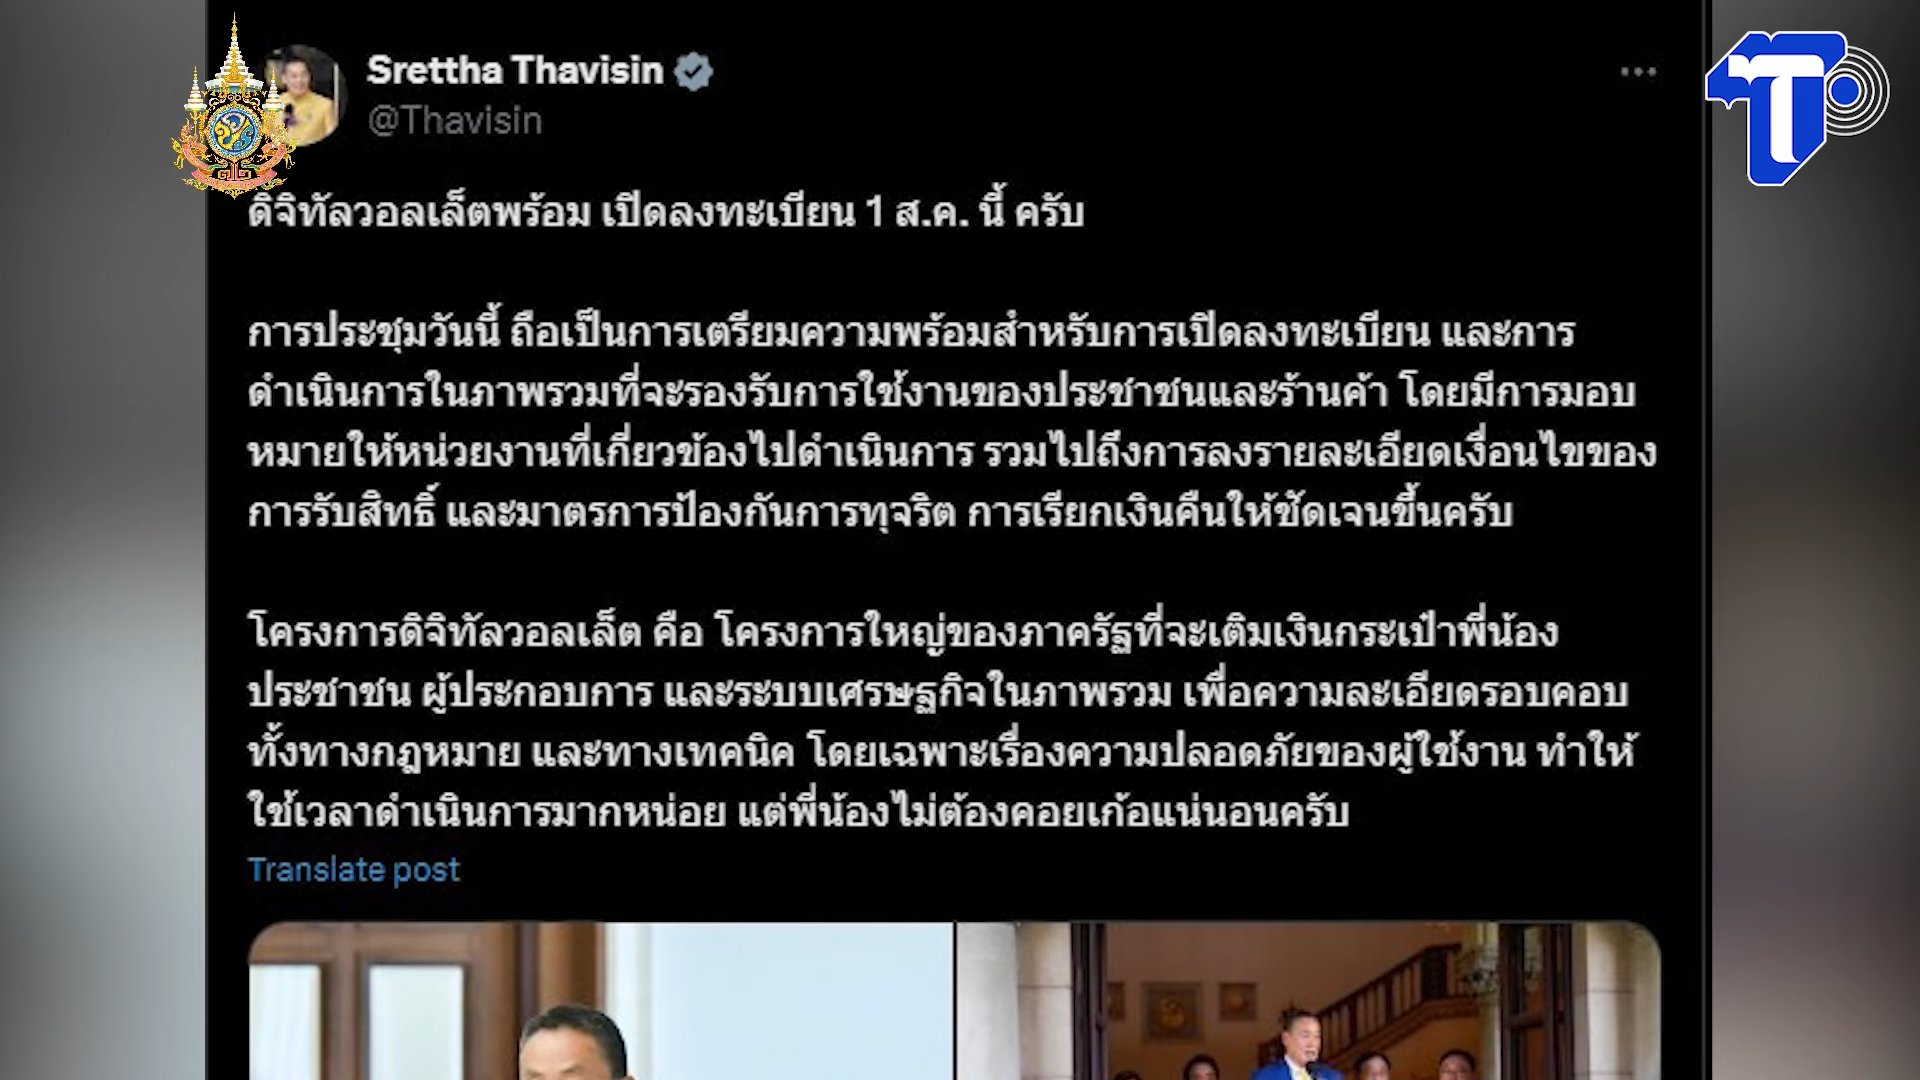 Srettha Thavisin
@Thavisin
ดิจิทัลวอลเล็ตพร้อม เปิดลงทะเบียน 1 ส.ค. นี้ ครับ
การประชุมวันนี้ ถือเป็นการเตรียมความพร้อมสำหรับการเปิดลงทะเบียน และการ
ดำเนินการในภาพรวมที่จะรองรับการใช้งานของประชาชนและร้านค้า โดยมีการมอบ
หมายให้หน่วยงานที่เกี่ยวข้องไปดำเนินการ รวมไปถึงการลงรายละเอียดเงื่อนไขของ
การรับสิทธิ์ และมาตรการป้องกันการทุจริต การเรียกเงินคืนให้ชัดเจนขึ้นครับ
โครงการดิจิทัลวอลเล็ต คือ โครงการใหญ่ของภาครัฐที่จะเติมเงินกระเป๋าพี่น้อง
ประชาชน ผู้ประกอบการ และระบบเศรษฐกิจในภาพรวม เพื่อความละเอียดรอบคอบ
ทั้งทางกฎหมาย และทางเทคนิค โดยเฉพาะเรื่องความปลอดภัยของผู้ใช้งาน ทำให้
ใช้เวลาดำเนินการมากหน่อย แต่พี่น้องไม่ต้องคอยเก้อแน่นอนครับ
Translate post